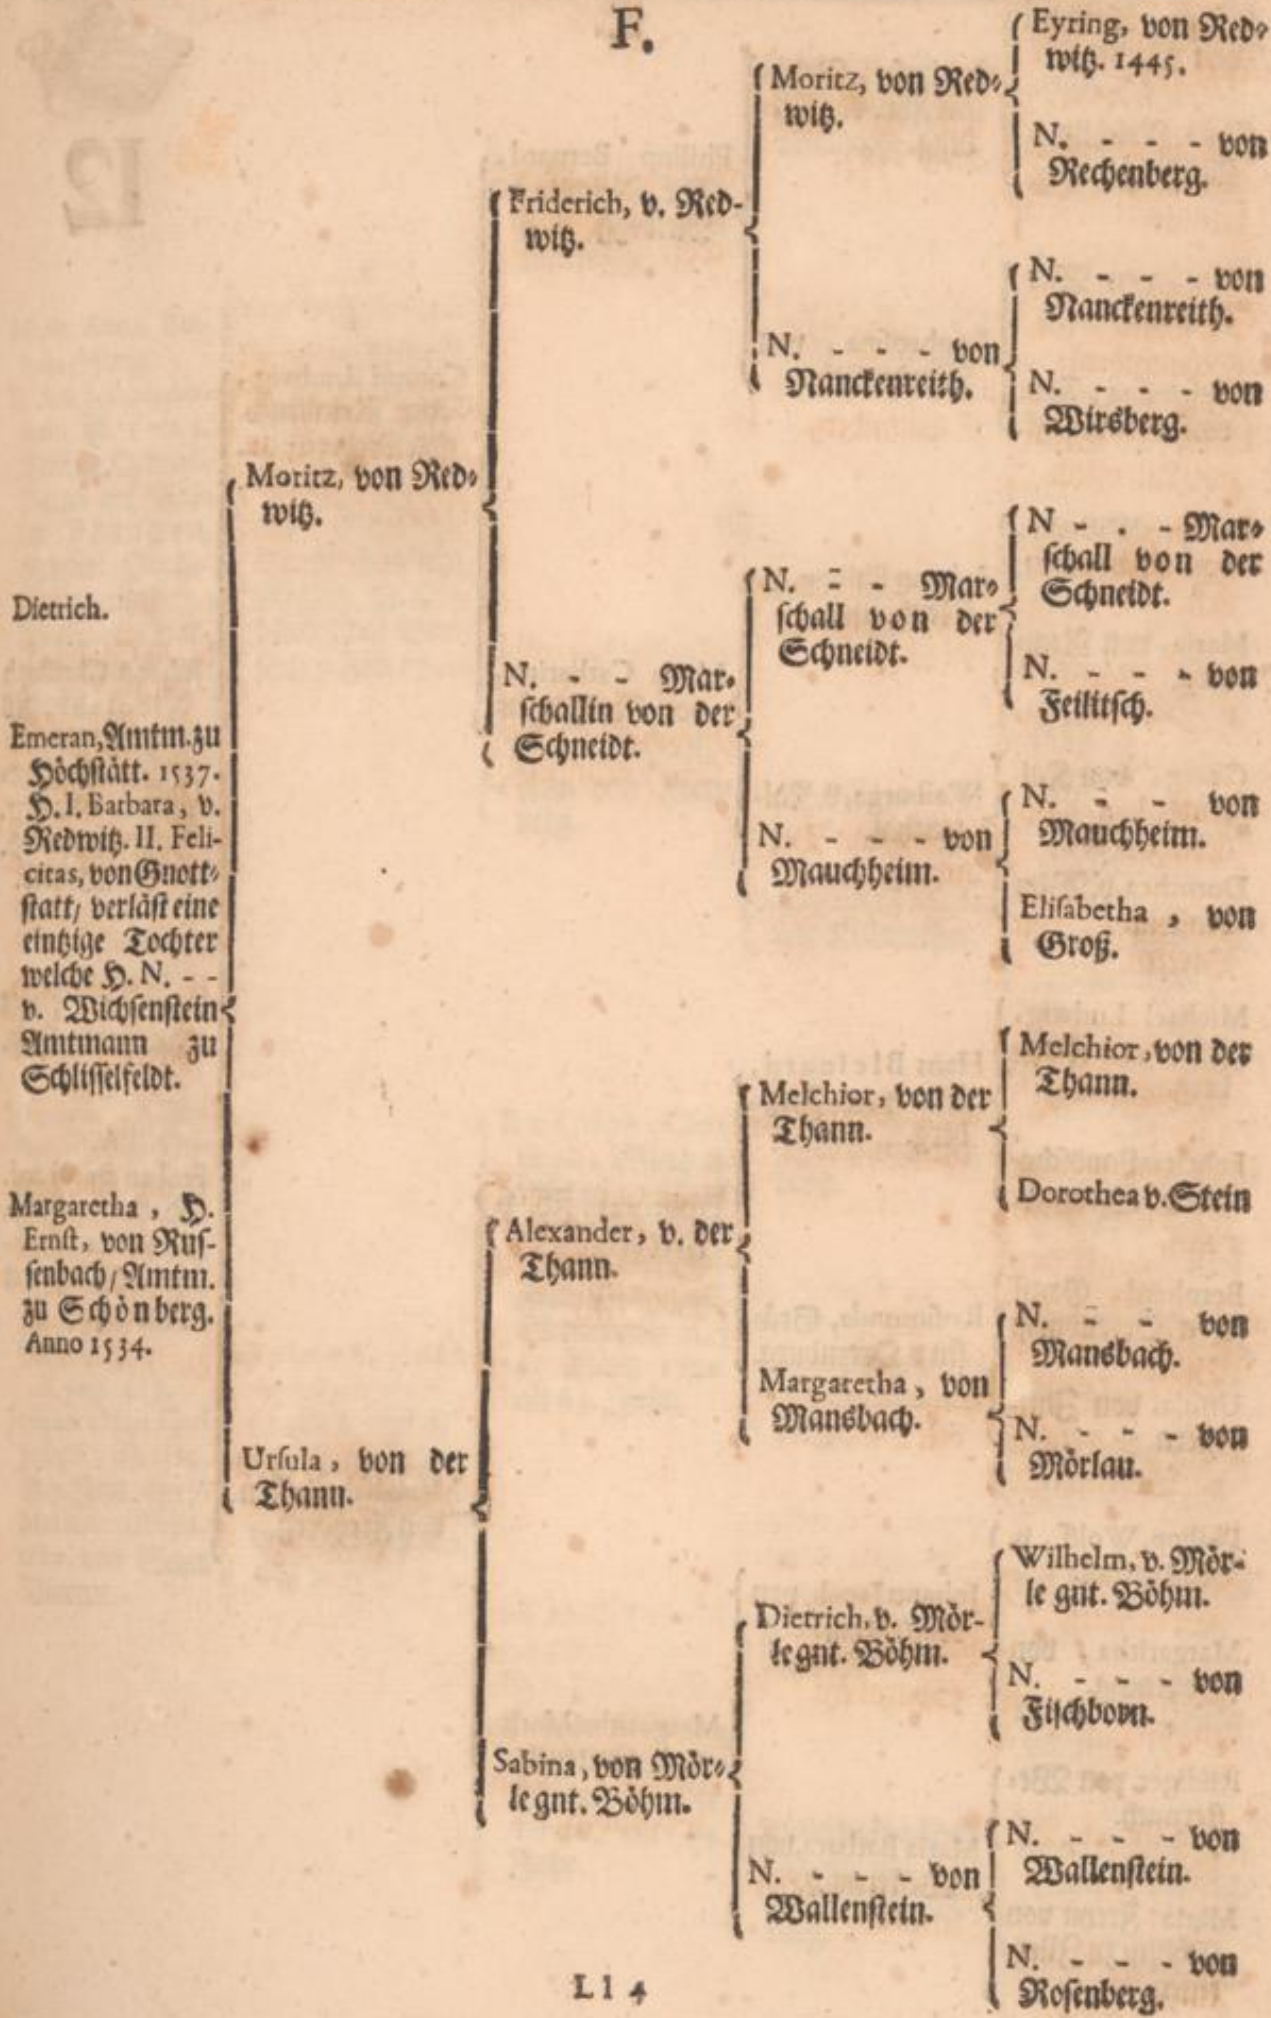 F.
Dietrich.
Emeran, Amtm. zu
Höchstätt. 1537.
H. I. Barbara, v.
Redwitz. II. Feli-
citas, von Gnott-
statt, verläst eine
eintzige Tochter
welche H. N. - -
v. Wichsenstein
Amtmann zu
Schlisselfeldt.
Margaretha, H.
Ernst, von Rüs-
senbach, Amtm.
zu Schönberg.
Anno 1534.
Moritz, von Red-
witz.
Ursula, von der
Thann.
Friderich, v. Red-
witz.
N. - - Mar-
schallin von der
Schneidt.
Alexander, v. der
Thann.
Sabina, von Mör-
le gnt. Böhm.
Moritz, von Red-
witz.
N. - - - von
Nanckenreith.
N. - - Mar-
schall von der
Schneidt.
N. - - - von
Mauchheim.
Melchior, von der
Thann.
Margaretha, von
Mansbach.
Dietrich, v. Mör-
le gnt. Böhm.
N. - - - von
Wallenstein.
Eyring, von Red-
witz. 1445.
N. - - - von
Rechenberg.
N. - - - von
Nanckenreith.
N. - - - von
Wirsberg.
N - . - Mar-
schall von der
Schneidt.
N. - - - von
Feilitsch.
N. - - von
Mauchheim.
Elisabetha, von
Groß.
Melchior, von der
Thann.
Dorothea v. Stein
N. - - von
Mansbach.
N. - - - von
Mörlau.
Wilhelm, v. Mör-
le gnt. Böhm.
N. - - - von
Fischborn.
N. - - - von
Wallenstein.
N. - - - von
Rosenberg.
Ll 4